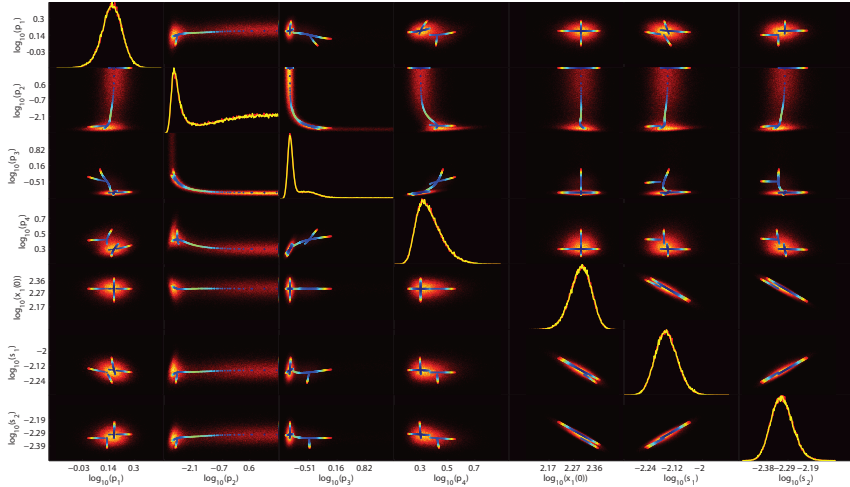 log10(p1)
0.3
0.14
−0.03
log10(p2)
0.6
−0.7
−2.1
log10(p3)
0.82
0.16
−0.51
log10(p4)
0.7
0.5
0.3
log10(x1(0))
2.36
2.27
2.17
log10(s1)
−2
−2.12
−2.24
log10(s2)
−2.19
−2.29
−2.39
−0.03 0.14 0.3 −2.1 −0.7 0.6 −0.51 0.16 0.82 0.3 0.5 0.7 2.17 2.27 2.36 −2.24 −2.12 −2 −2.38 −2.29 −2.19
log10(p1) log10(p2) log10(p3) log10(p4) log10(x1(0)) log10(s1) log10(s2)